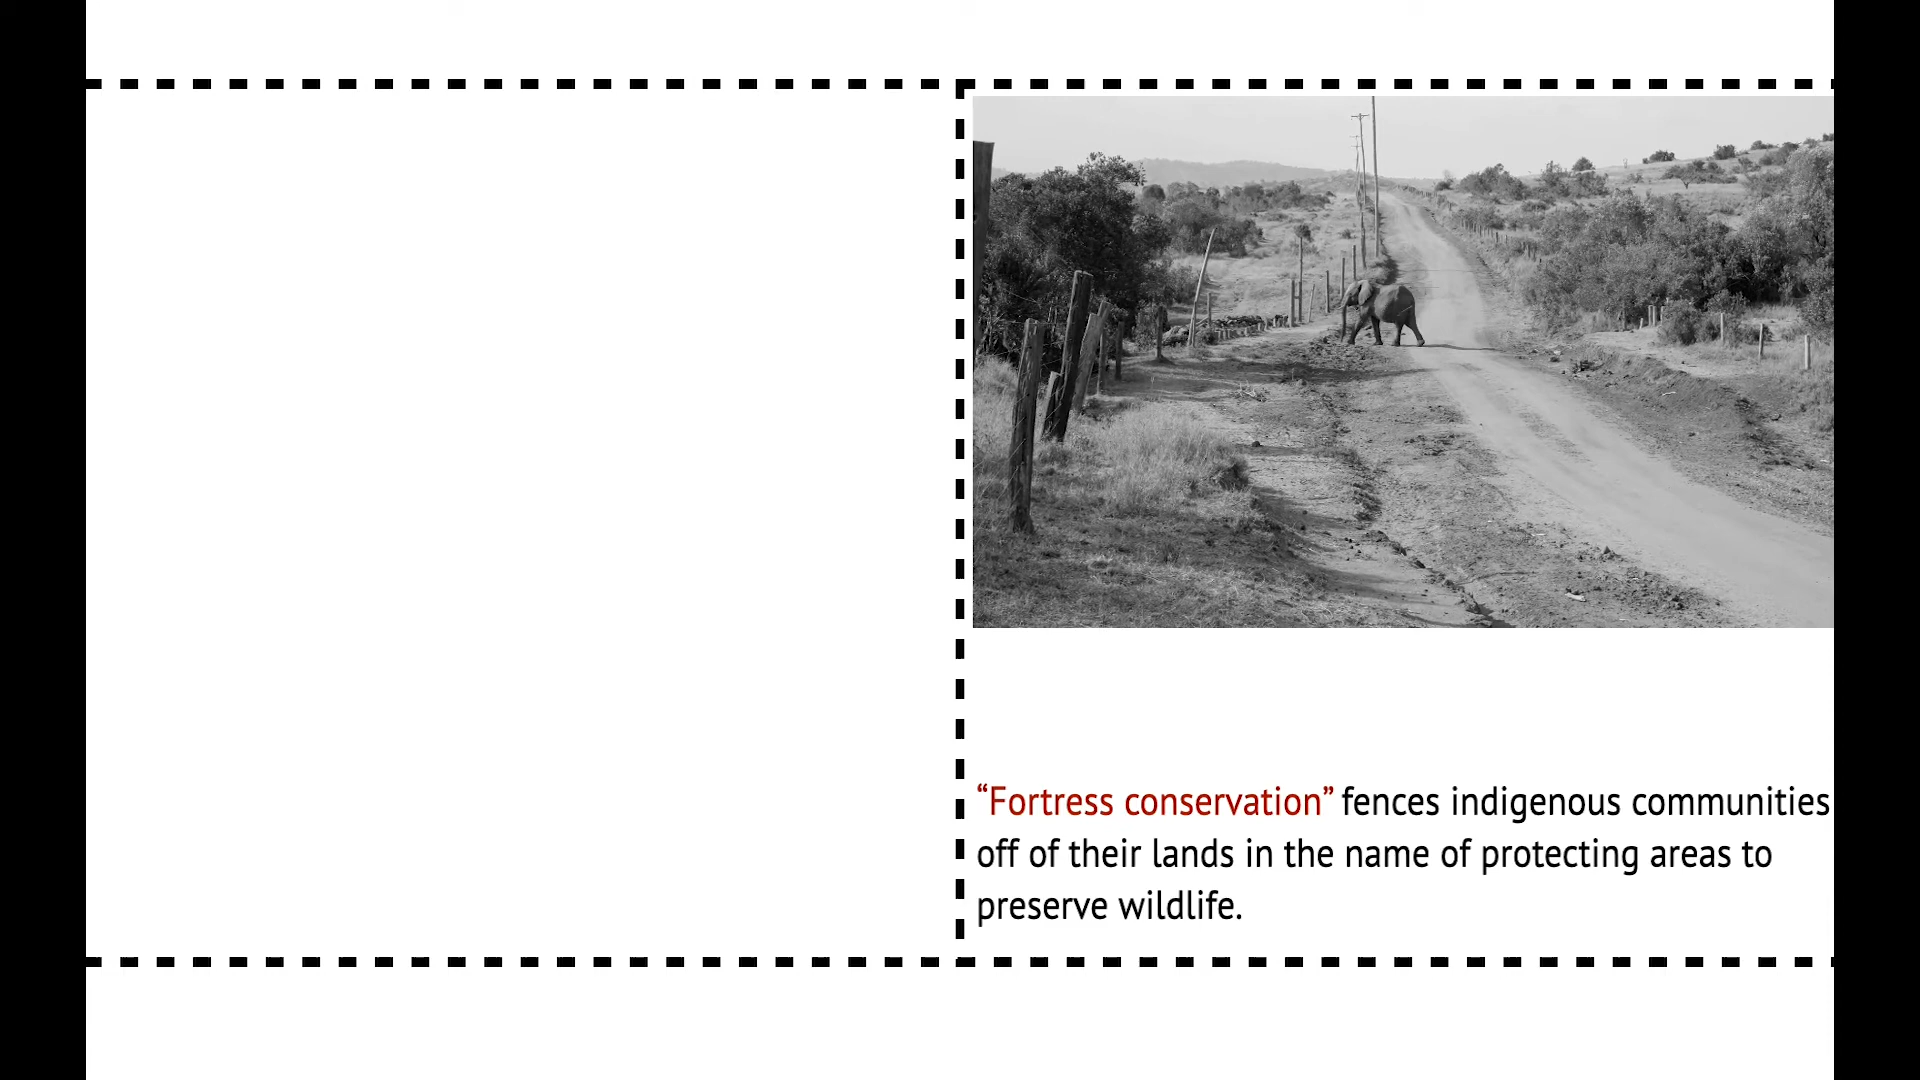 “Fortress conservation” fences indigenous communities
off of their lands in the name of protecting areas to
preserve wildlife.